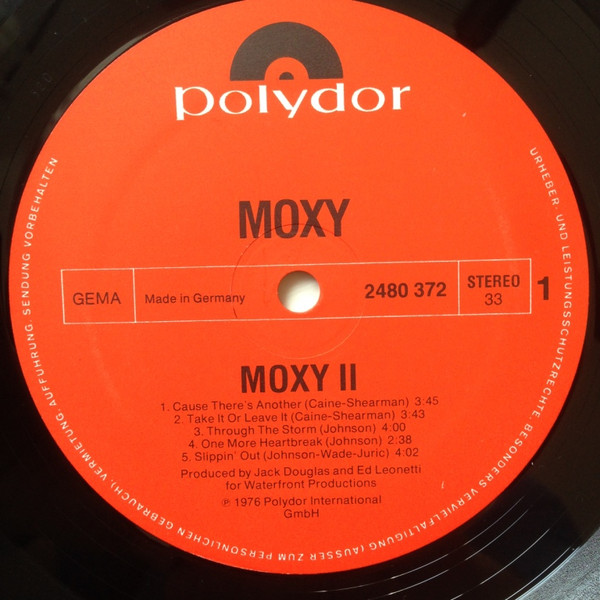 polydor
MOXY
GEMA
Made in Germany
2480 372
STEREO
33
1
MOXY II
1. Cause There's Another (Caine-Shearman) 3:45
2. Take It Or Leave It (Caine-Shearman) 3:43
3. Through The Storm (Johnson) 4:00
4. One More Heartbreak (Johnson) 2:38
5. Slippin' Out (Johnson-Wade-Juric) 4:02
Produced by Jack Douglas and Ed Leonetti
for Waterfront Productions
℗ 1976 Polydor International
GmbH
URHEBER- UND LEISTUNGSSCHUTZRECHTE, BESONDERS VERVIELFÄLTIGUNG (AUSSER ZUM PERSÖNLICHEN GEBRAUCH), VERMIETUNG, AUFFÜHRUNG, SENDUNG VORBEHALTEN